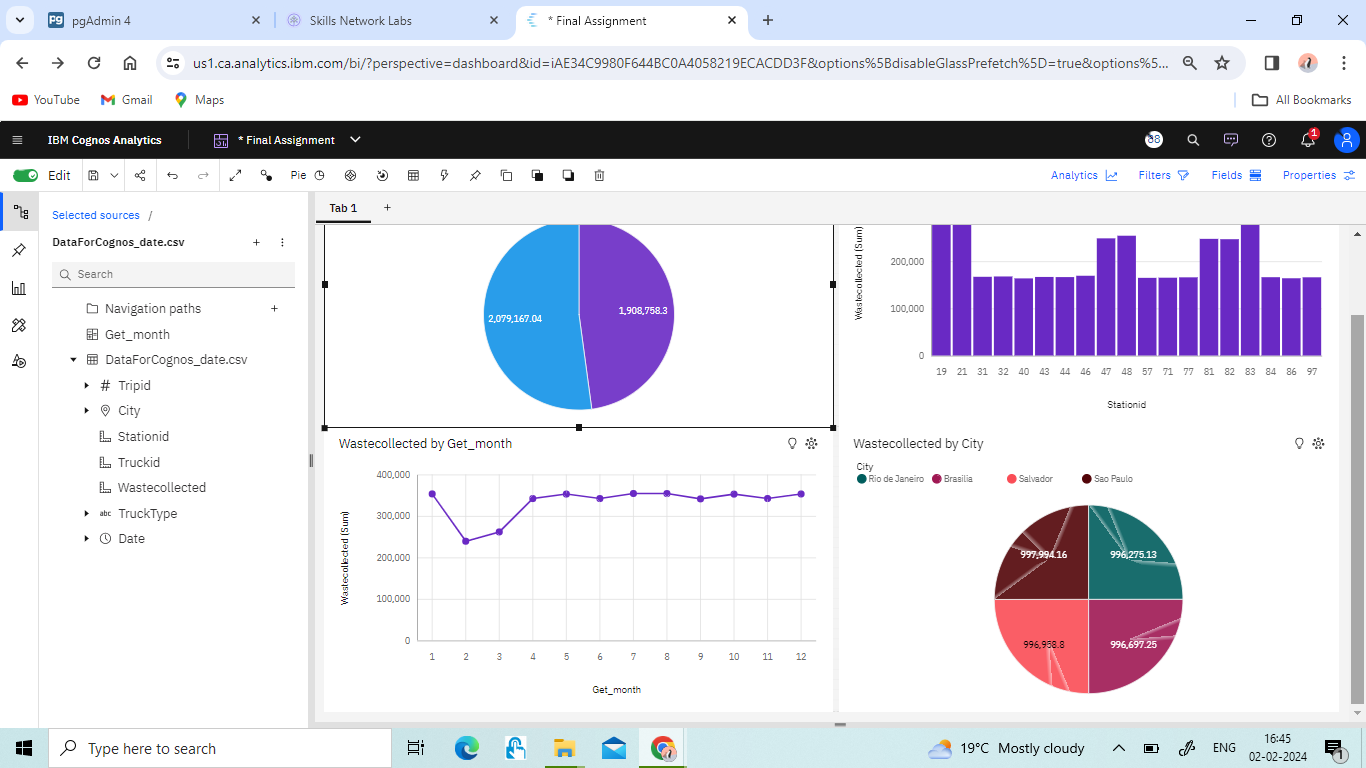 pgAdmin 4
Skills Network Labs
* Final Assignment
us1.ca.analytics.ibm.com/bi/?perspective=dashboard&id=iAE34C9980F644BC0A4058219ECACDD3F&options%5BdisableGlassPrefetch%5D=true&options%5...
YouTube
Gmail
Maps
All Bookmarks
IBM Cognos Analytics
* Final Assignment
1
Edit
Pie
Analytics
Filters
Fields
Properties
Selected sources /
DataForCognos_date.csv
Search
Navigation paths
Get_month
DataForCognos_date.csv
Tripid
City
Stationid
Truckid
Wastecollected
abc TruckType
Date
Tab 1
2,079,167.04
1,908,758.3
Wastecollected (Sum)
200,000
100,000
0
19 21 31 32 40 43 44 46 47 48 57 71 77 81 82 83 84 86 97
Stationid
Wastecollected by Get_month
Wastecollected (Sum)
400,000
300,000
200,000
100,000
0
1 2 3 4 5 6 7 8 9 10 11 12
Get_month
Wastecollected by City
City
Rio de Janeiro Brasilia Salvador Sao Paulo
997,994.16
996,275.13
996,958.8
996,697.25
Type here to search
19°C Mostly cloudy
ENG
16:45
02-02-2024
1